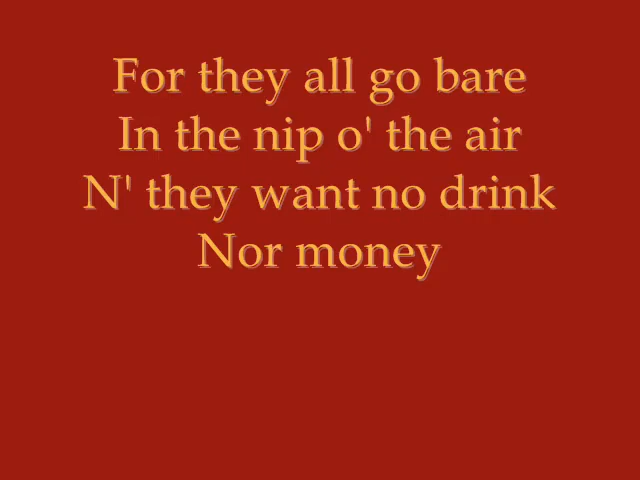 For they all go bare
In the nip o' the air
N' they want no drink
Nor money